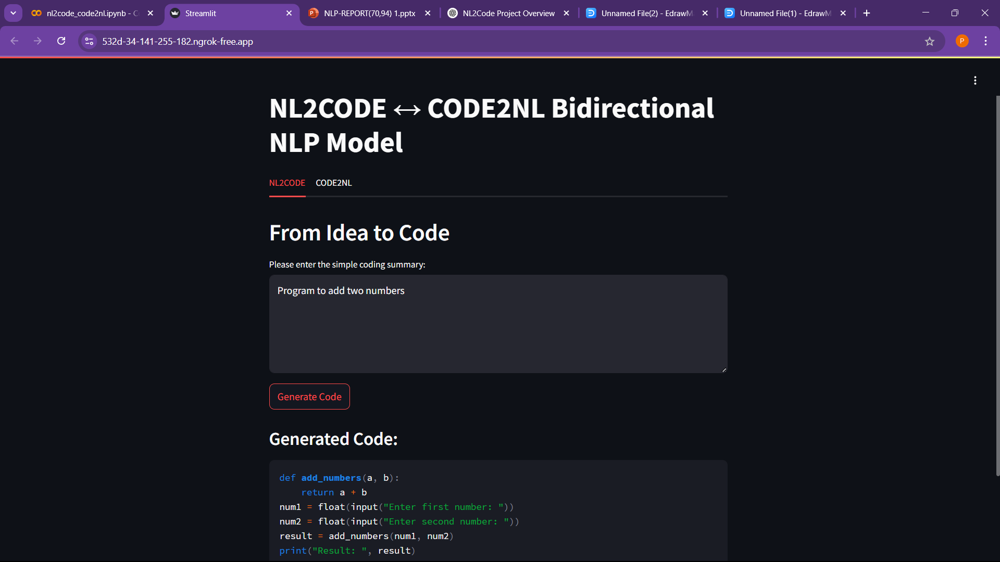 nl2code_code2nl.ipynb - C
Streamlit
NLP-REPORT(70,94) 1.pptx
NL2Code Project Overview
Unnamed File(2) - EdrawM
Unnamed File(1) - EdrawM
532d-34-141-255-182.ngrok-free.app
P
NL2CODE ↔ CODE2NL Bidirectional
NLP Model
NL2CODE CODE2NL
From Idea to Code
Please enter the simple coding summary:
Program to add two numbers
Generate Code
Generated Code:
def add_numbers(a, b):
    return a + b
num1 = float(input("Enter first number: "))
num2 = float(input("Enter second number: "))
result = add_numbers(num1, num2)
print("Result: ", result)